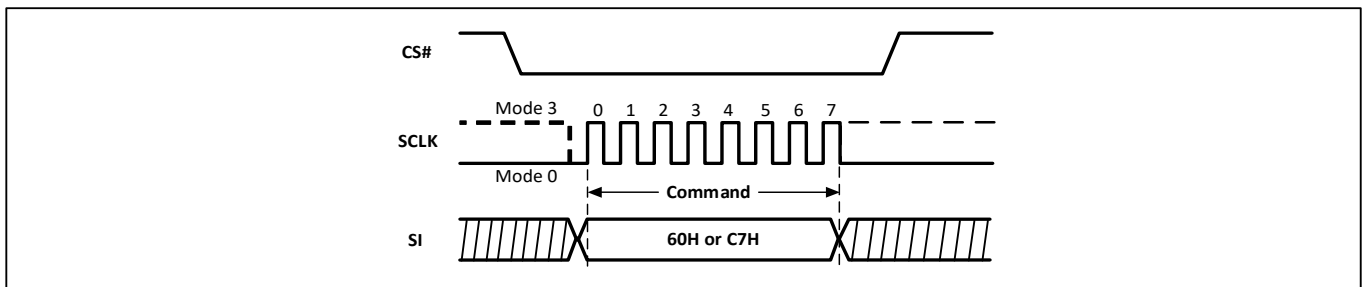 CS#
Mode 3 0 1 2 3 4 5 6 7
SCLK
Mode 0
Command
SI 60H or C7H